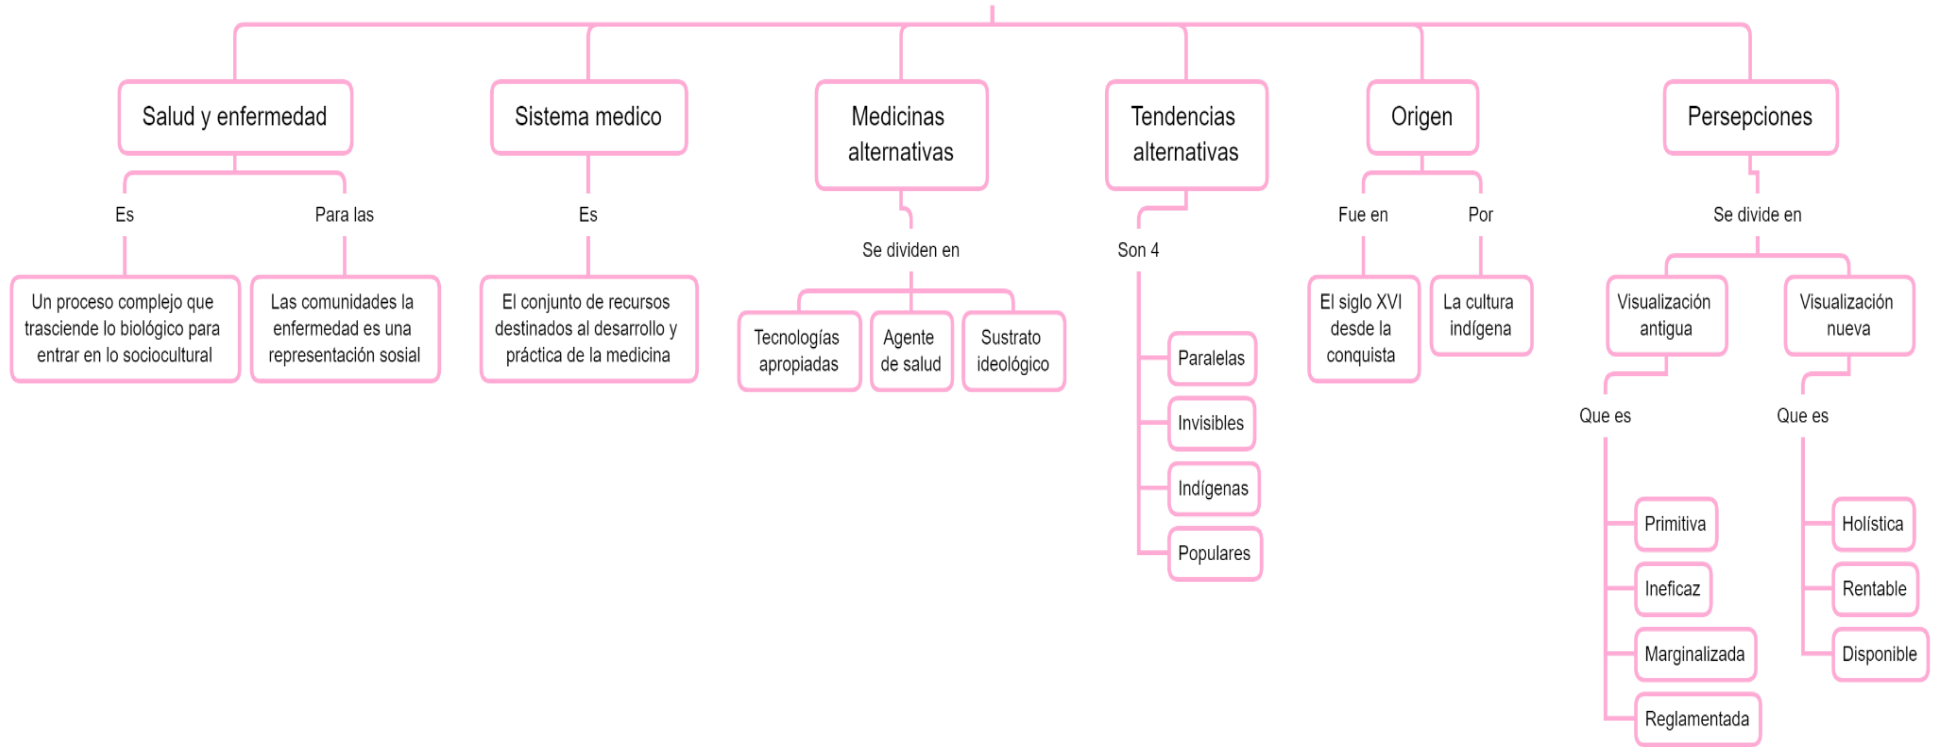 Salud y enfermedad
Es
Un proceso complejo que
trasciende lo biológico para
entrar en lo sociocultural
Para las
Las comunidades la
enfermedad es una
representación sosial
Sistema medico
Es
El conjunto de recursos
destinados al desarrollo y
práctica de la medicina
Medicinas
alternativas
Se dividen en
Tecnologías
apropiadas
Agente
de salud
Sustrato
ideológico
Tendencias
alternativas
Son 4
Paralelas
Invisibles
Indígenas
Populares
Origen
Fue en
El siglo XVI
desde la
conquista
Por
La cultura
indígena
Persepciones
Se divide en
Visualización
antigua
Que es
Primitiva
Ineficaz
Marginalizada
Reglamentada
Visualización
nueva
Que es
Holística
Rentable
Disponible